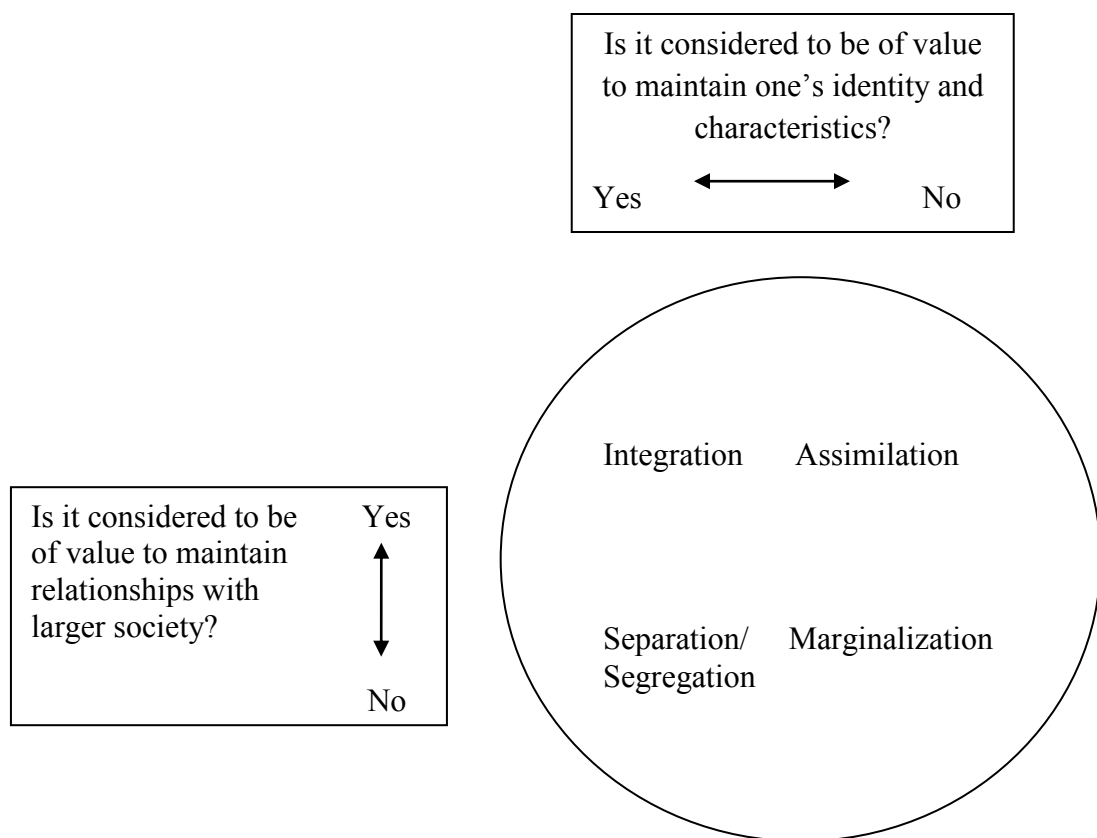 Is it considered to be of value
to maintain one’s identity and
characteristics?
Yes No
Integration Assimilation
Is it considered to be Yes
of value to maintain
relationships with
larger society?
No
Separation/ Marginalization
Segregation